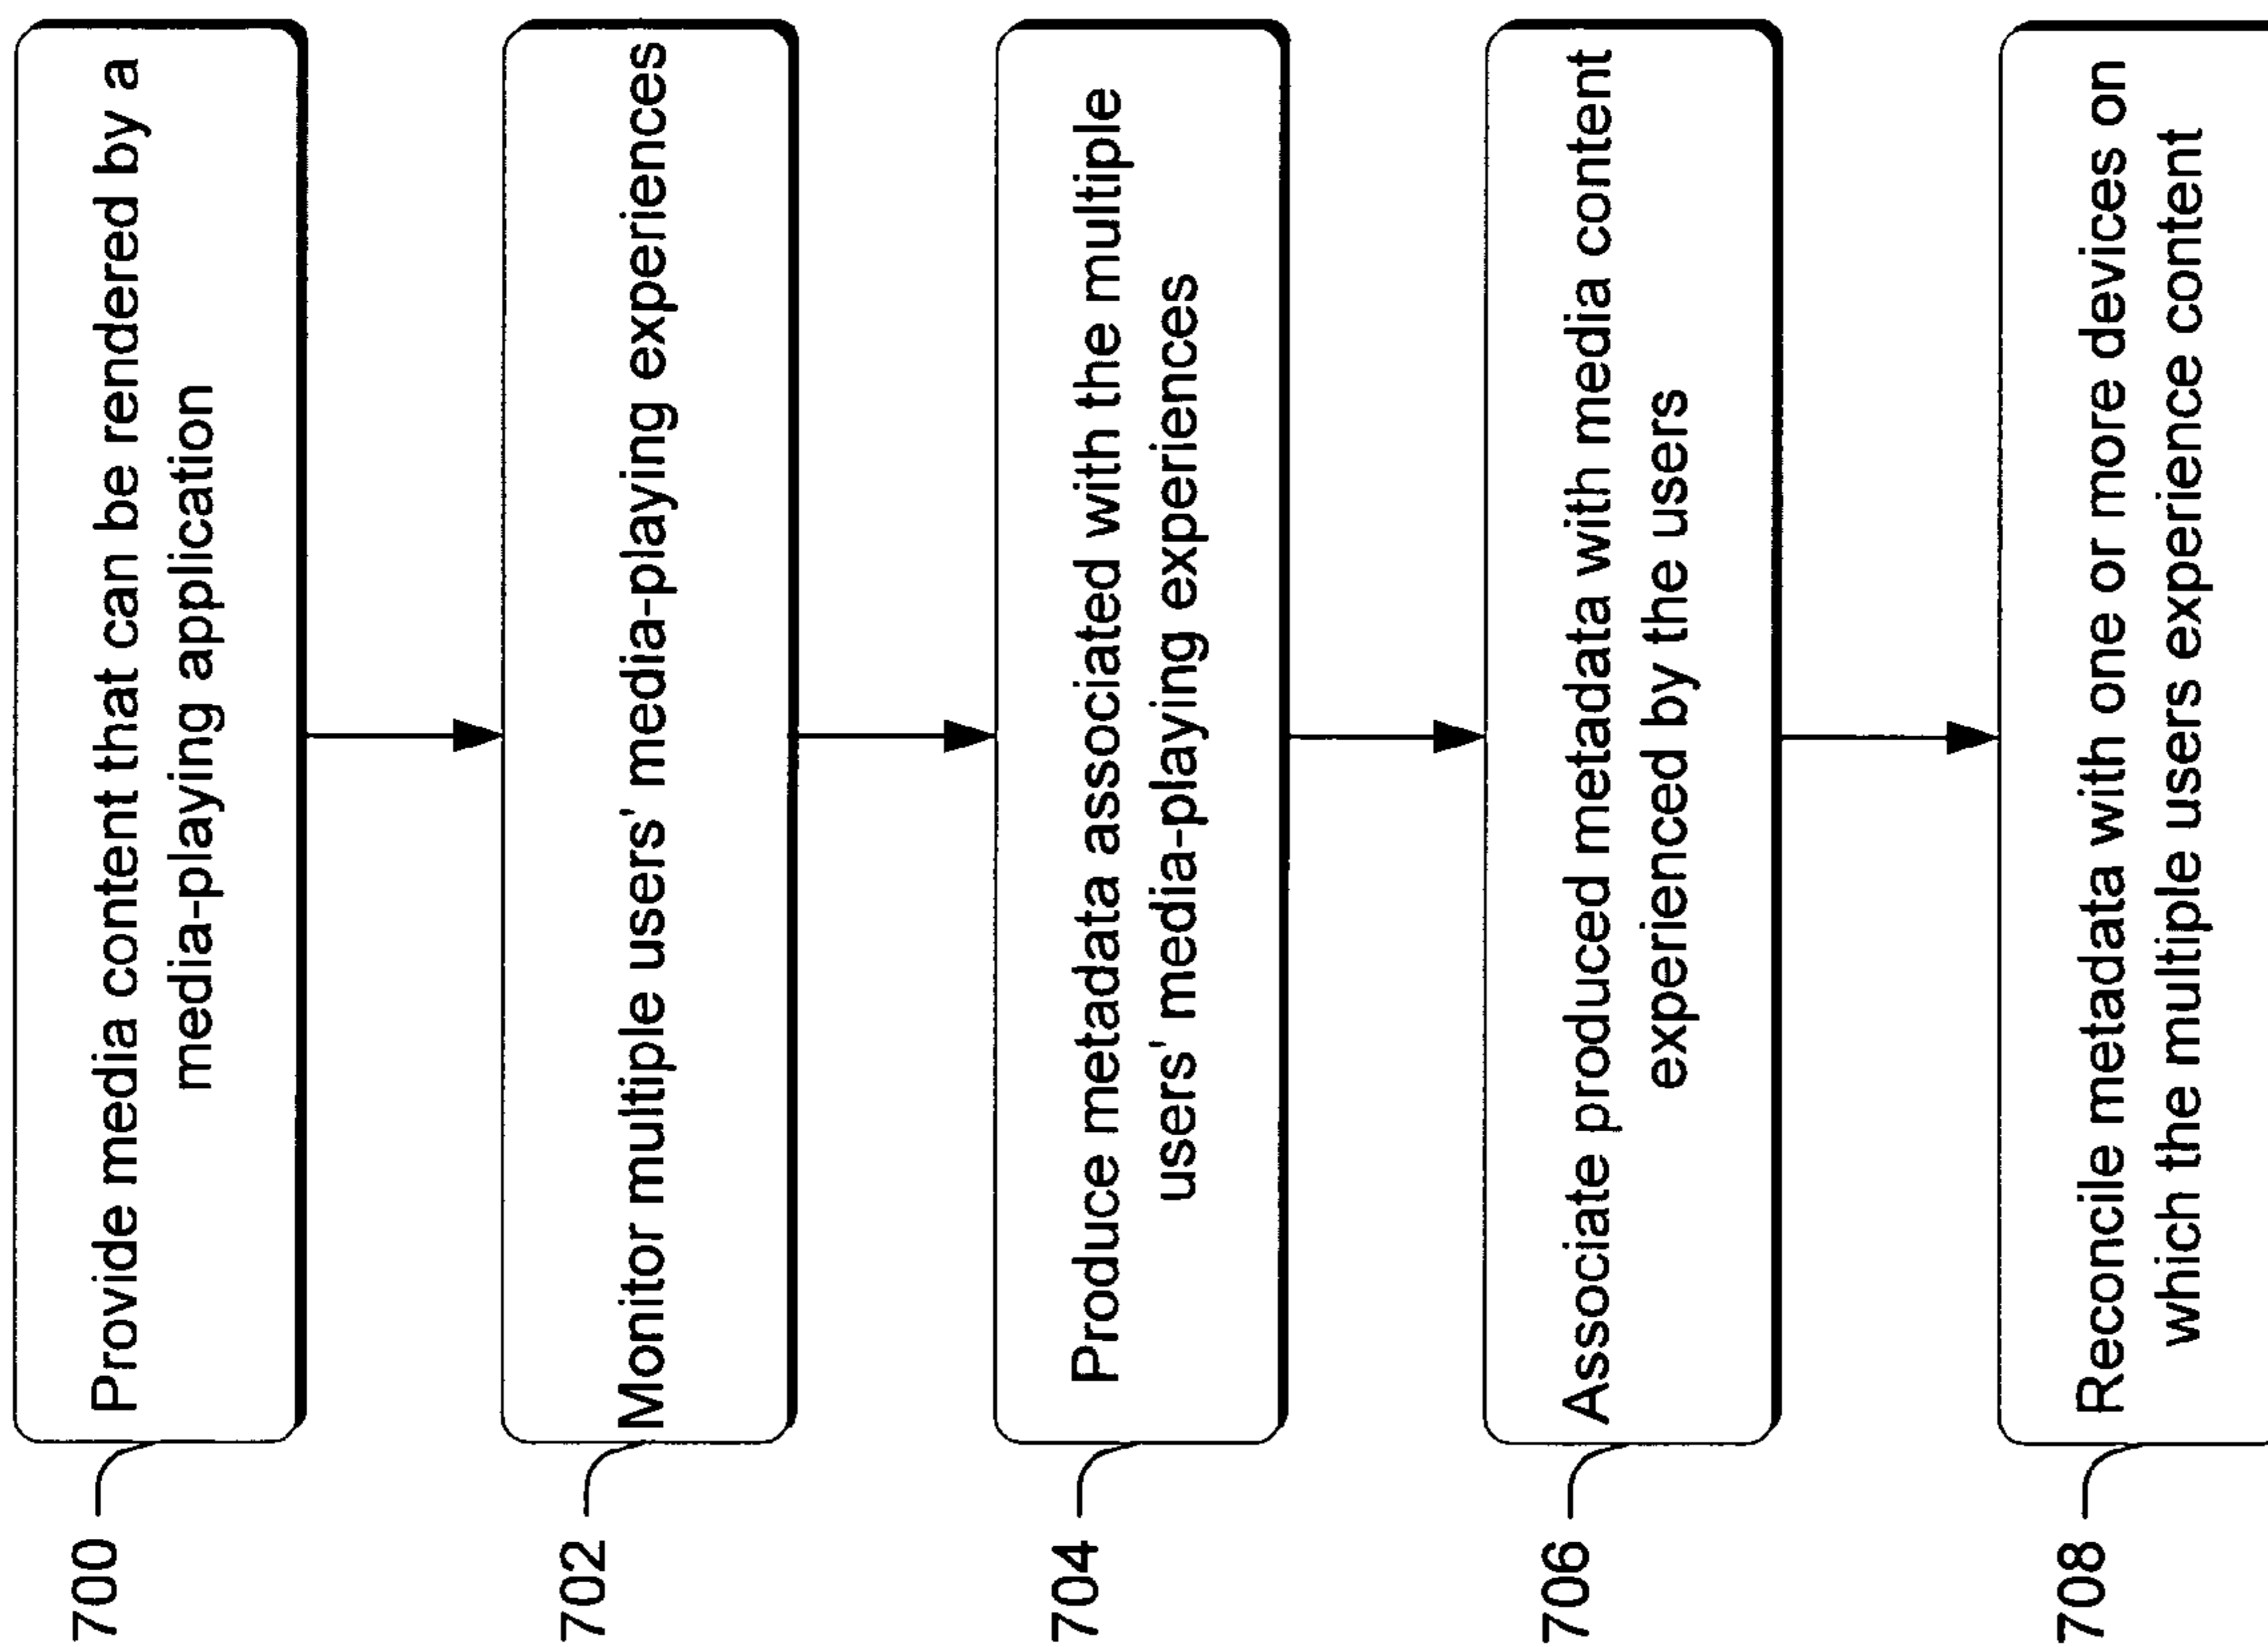 700
Provide media content that can be rendered by a
media-playing application
702
Monitor multiple users' media-playing experiences
704
Produce metadata associated with the multiple
users' media-playing experiences
706
Associate produced metadata with media content
experienced by the users
708
Reconcile metadata with one or more devices on
which the multiple users experience content